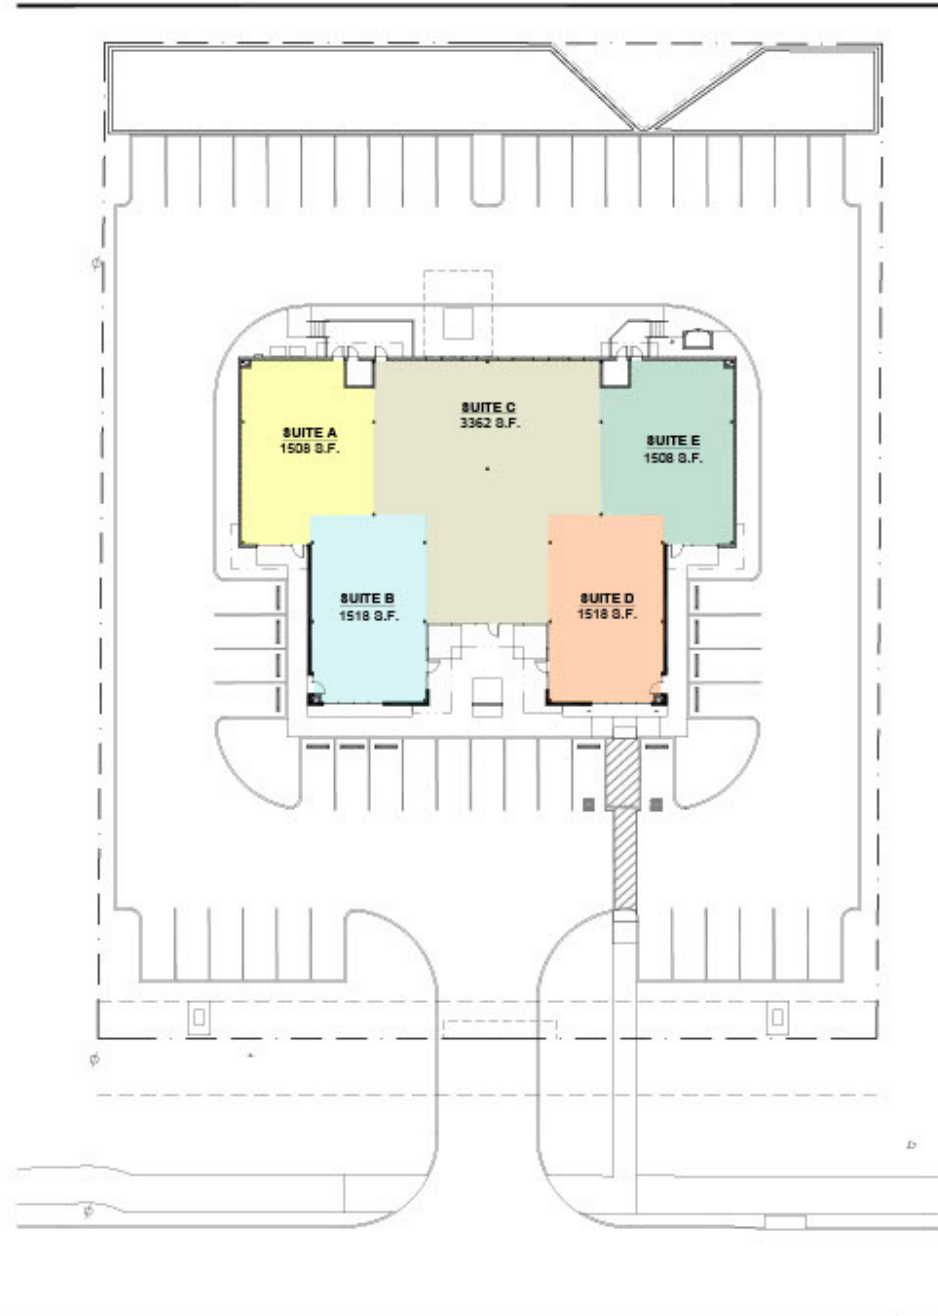 SUITE C
3362 S.F.
SUITE A
1508 S.F.
SUITE E
1508 S.F.
SUITE B
1518 S.F.
SUITE D
1518 S.F.